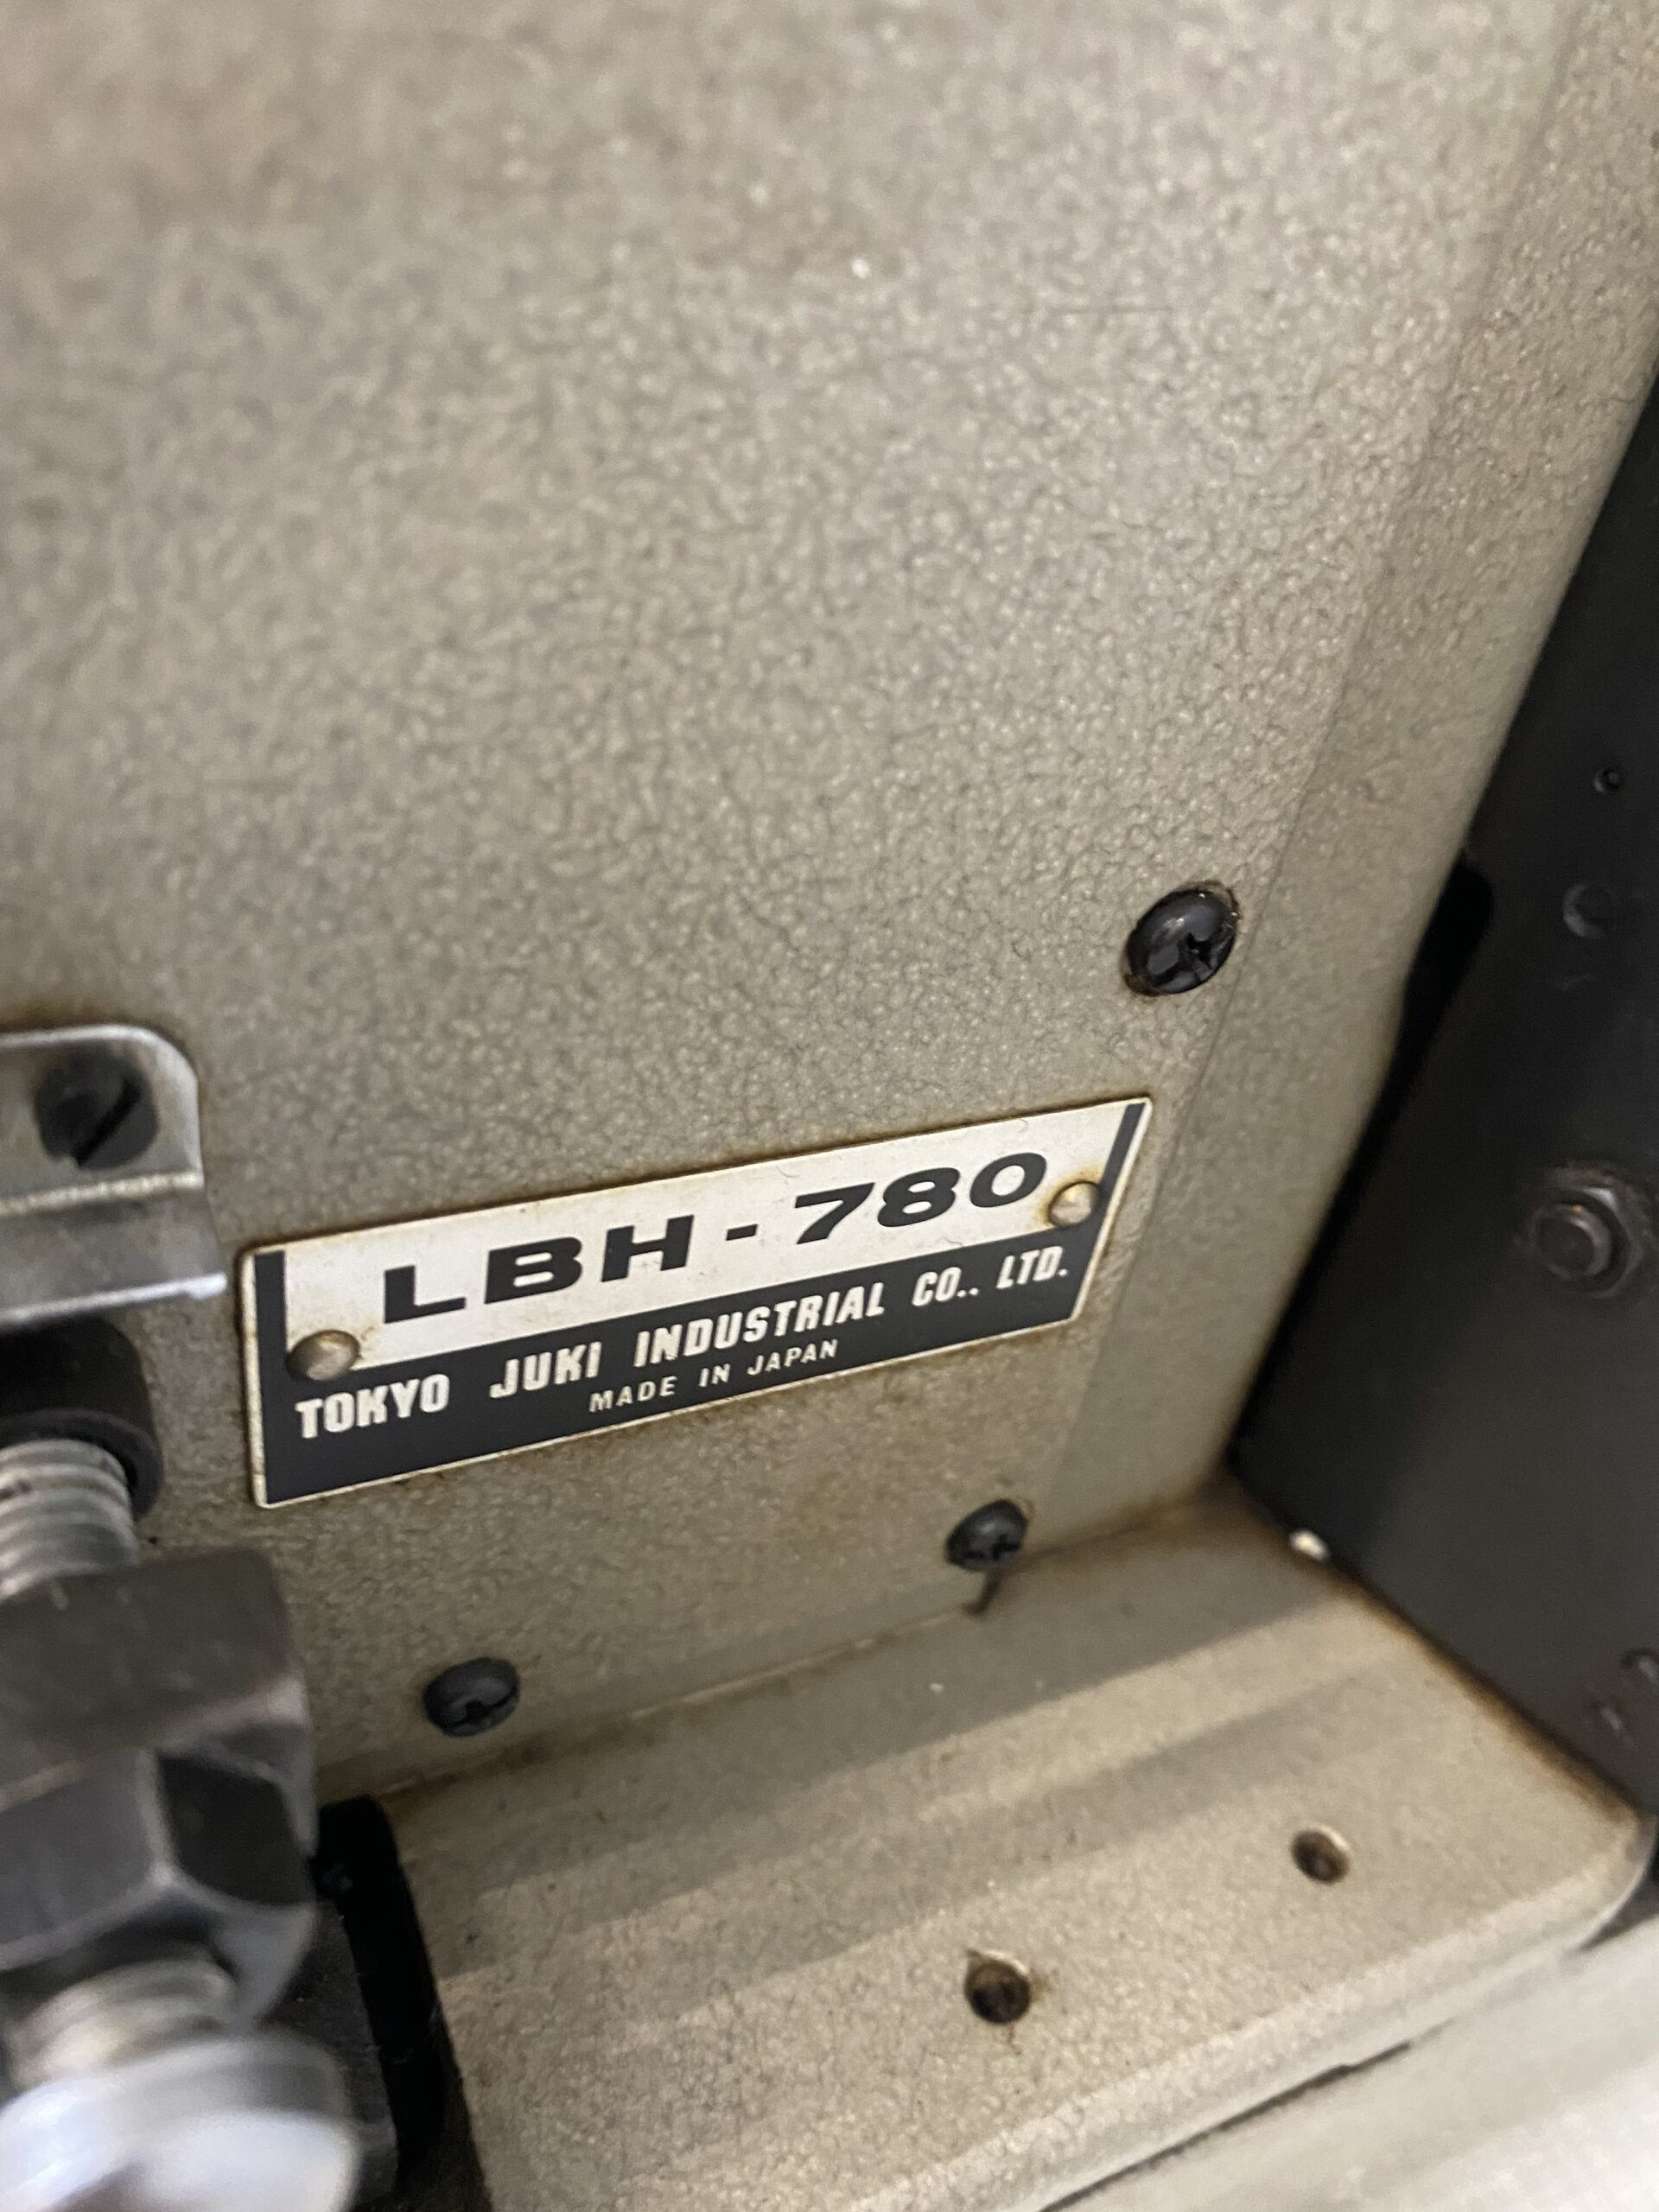 LBH-780
TOKYO JUKI INDUSTRIAL CO., LTD.
MADE IN JAPAN